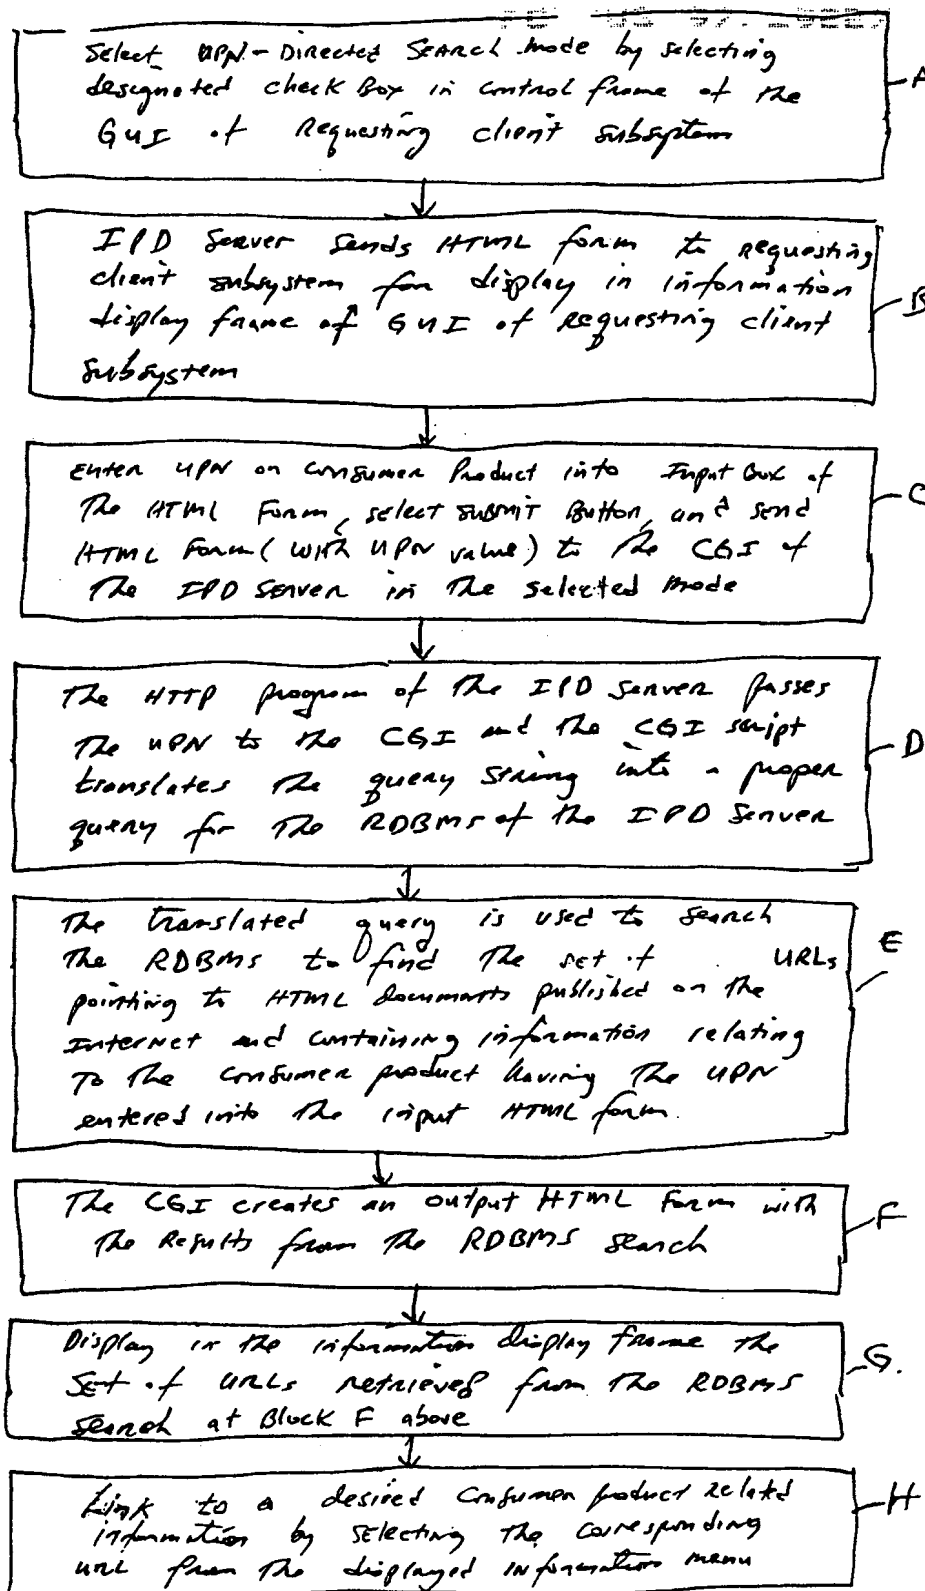 Select UPN-Directed Search mode by selecting
designated check Box in control frame of the
GUI of Requesting client subsystem
A
IPD Server sends HTML form to requesting
client subsystem for display in information
display frame of GUI of requesting client
subsystem
B
Enter UPN on Consumer Product into Input Box of
The HTML Form, select SUBMIT Button, and send
HTML Form (with UPN value) to the CGI of
The IPD Server in the selected mode
C
The HTTP program of the IPD Server passes
The UPN to the CGI and the CGI script
translates the query string into a proper
query for the RDBMS of the IPD Server
D
The translated query is used to search
The RDBMS to find the set of URLs
pointing to HTML documents published on the
Internet and containing information relating
To the consumer product having the UPN
entered into the input HTML form.
E
The CGI creates an output HTML Form with
The Results from the RDBMS search
F
Display in the information display frame the
Set of URLs retrieved from the RDBMS
Search at Block F above
G.
Link to a desired consumer product related
information by selecting the corresponding
URL from the displayed information menu
H